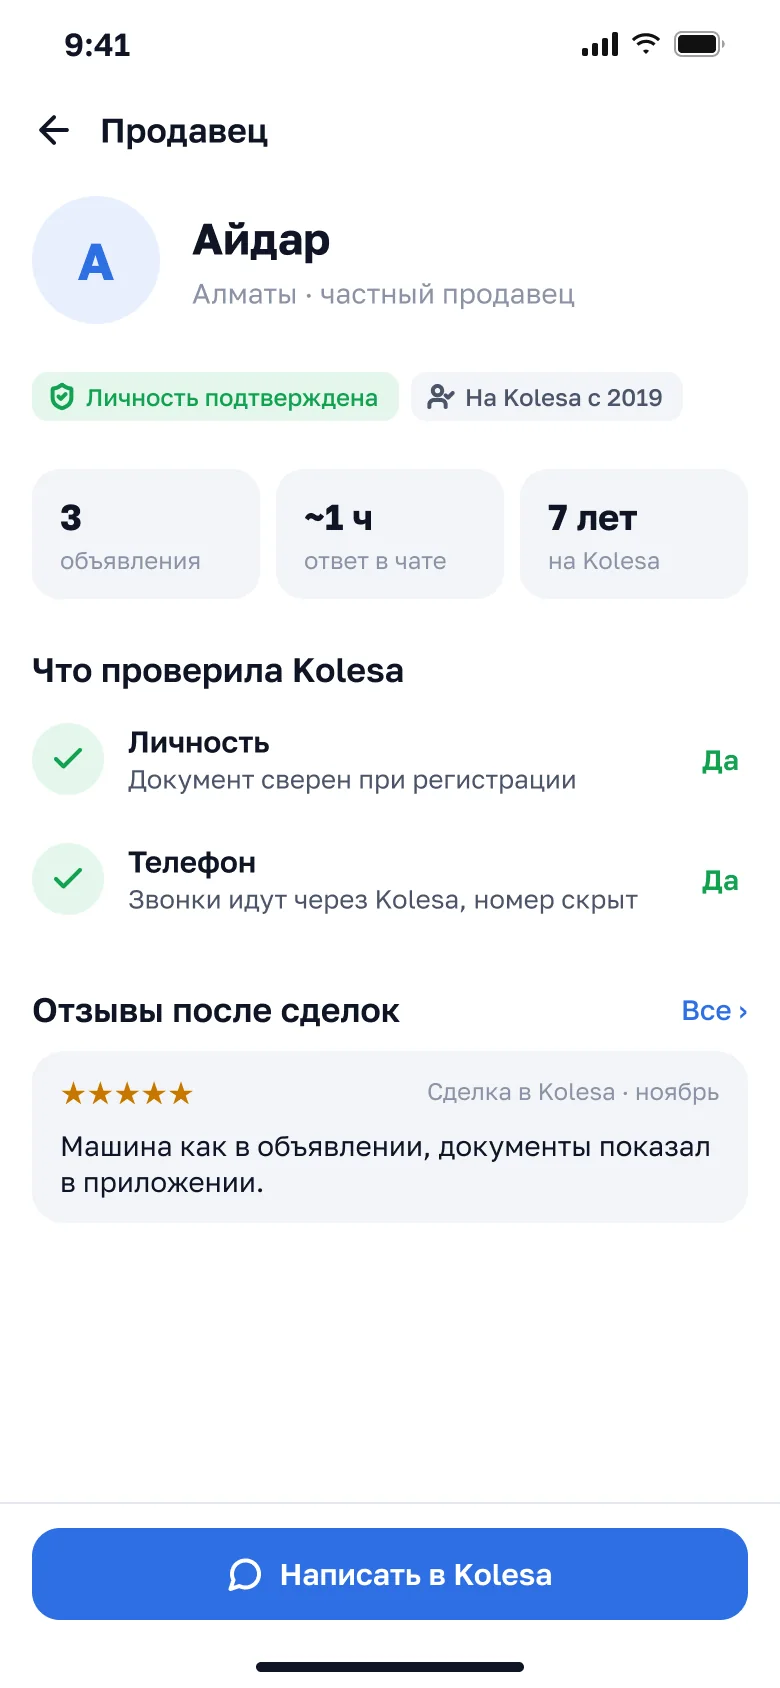 9:41
Продавец
А
Айдар
Алматы · частный продавец
Личность подтверждена
На Kolesa с 2019
3
объявления
~1 ч
ответ в чате
7 лет
на Kolesa
Что проверила Kolesa
Личность
Документ сверен при регистрации
Да
Телефон
Звонки идут через Kolesa, номер скрыт
Да
Отзывы после сделок
Все ›
★★★★★
Сделка в Kolesa · ноябрь
Машина как в объявлении, документы показал
в приложении.
Написать в Kolesa